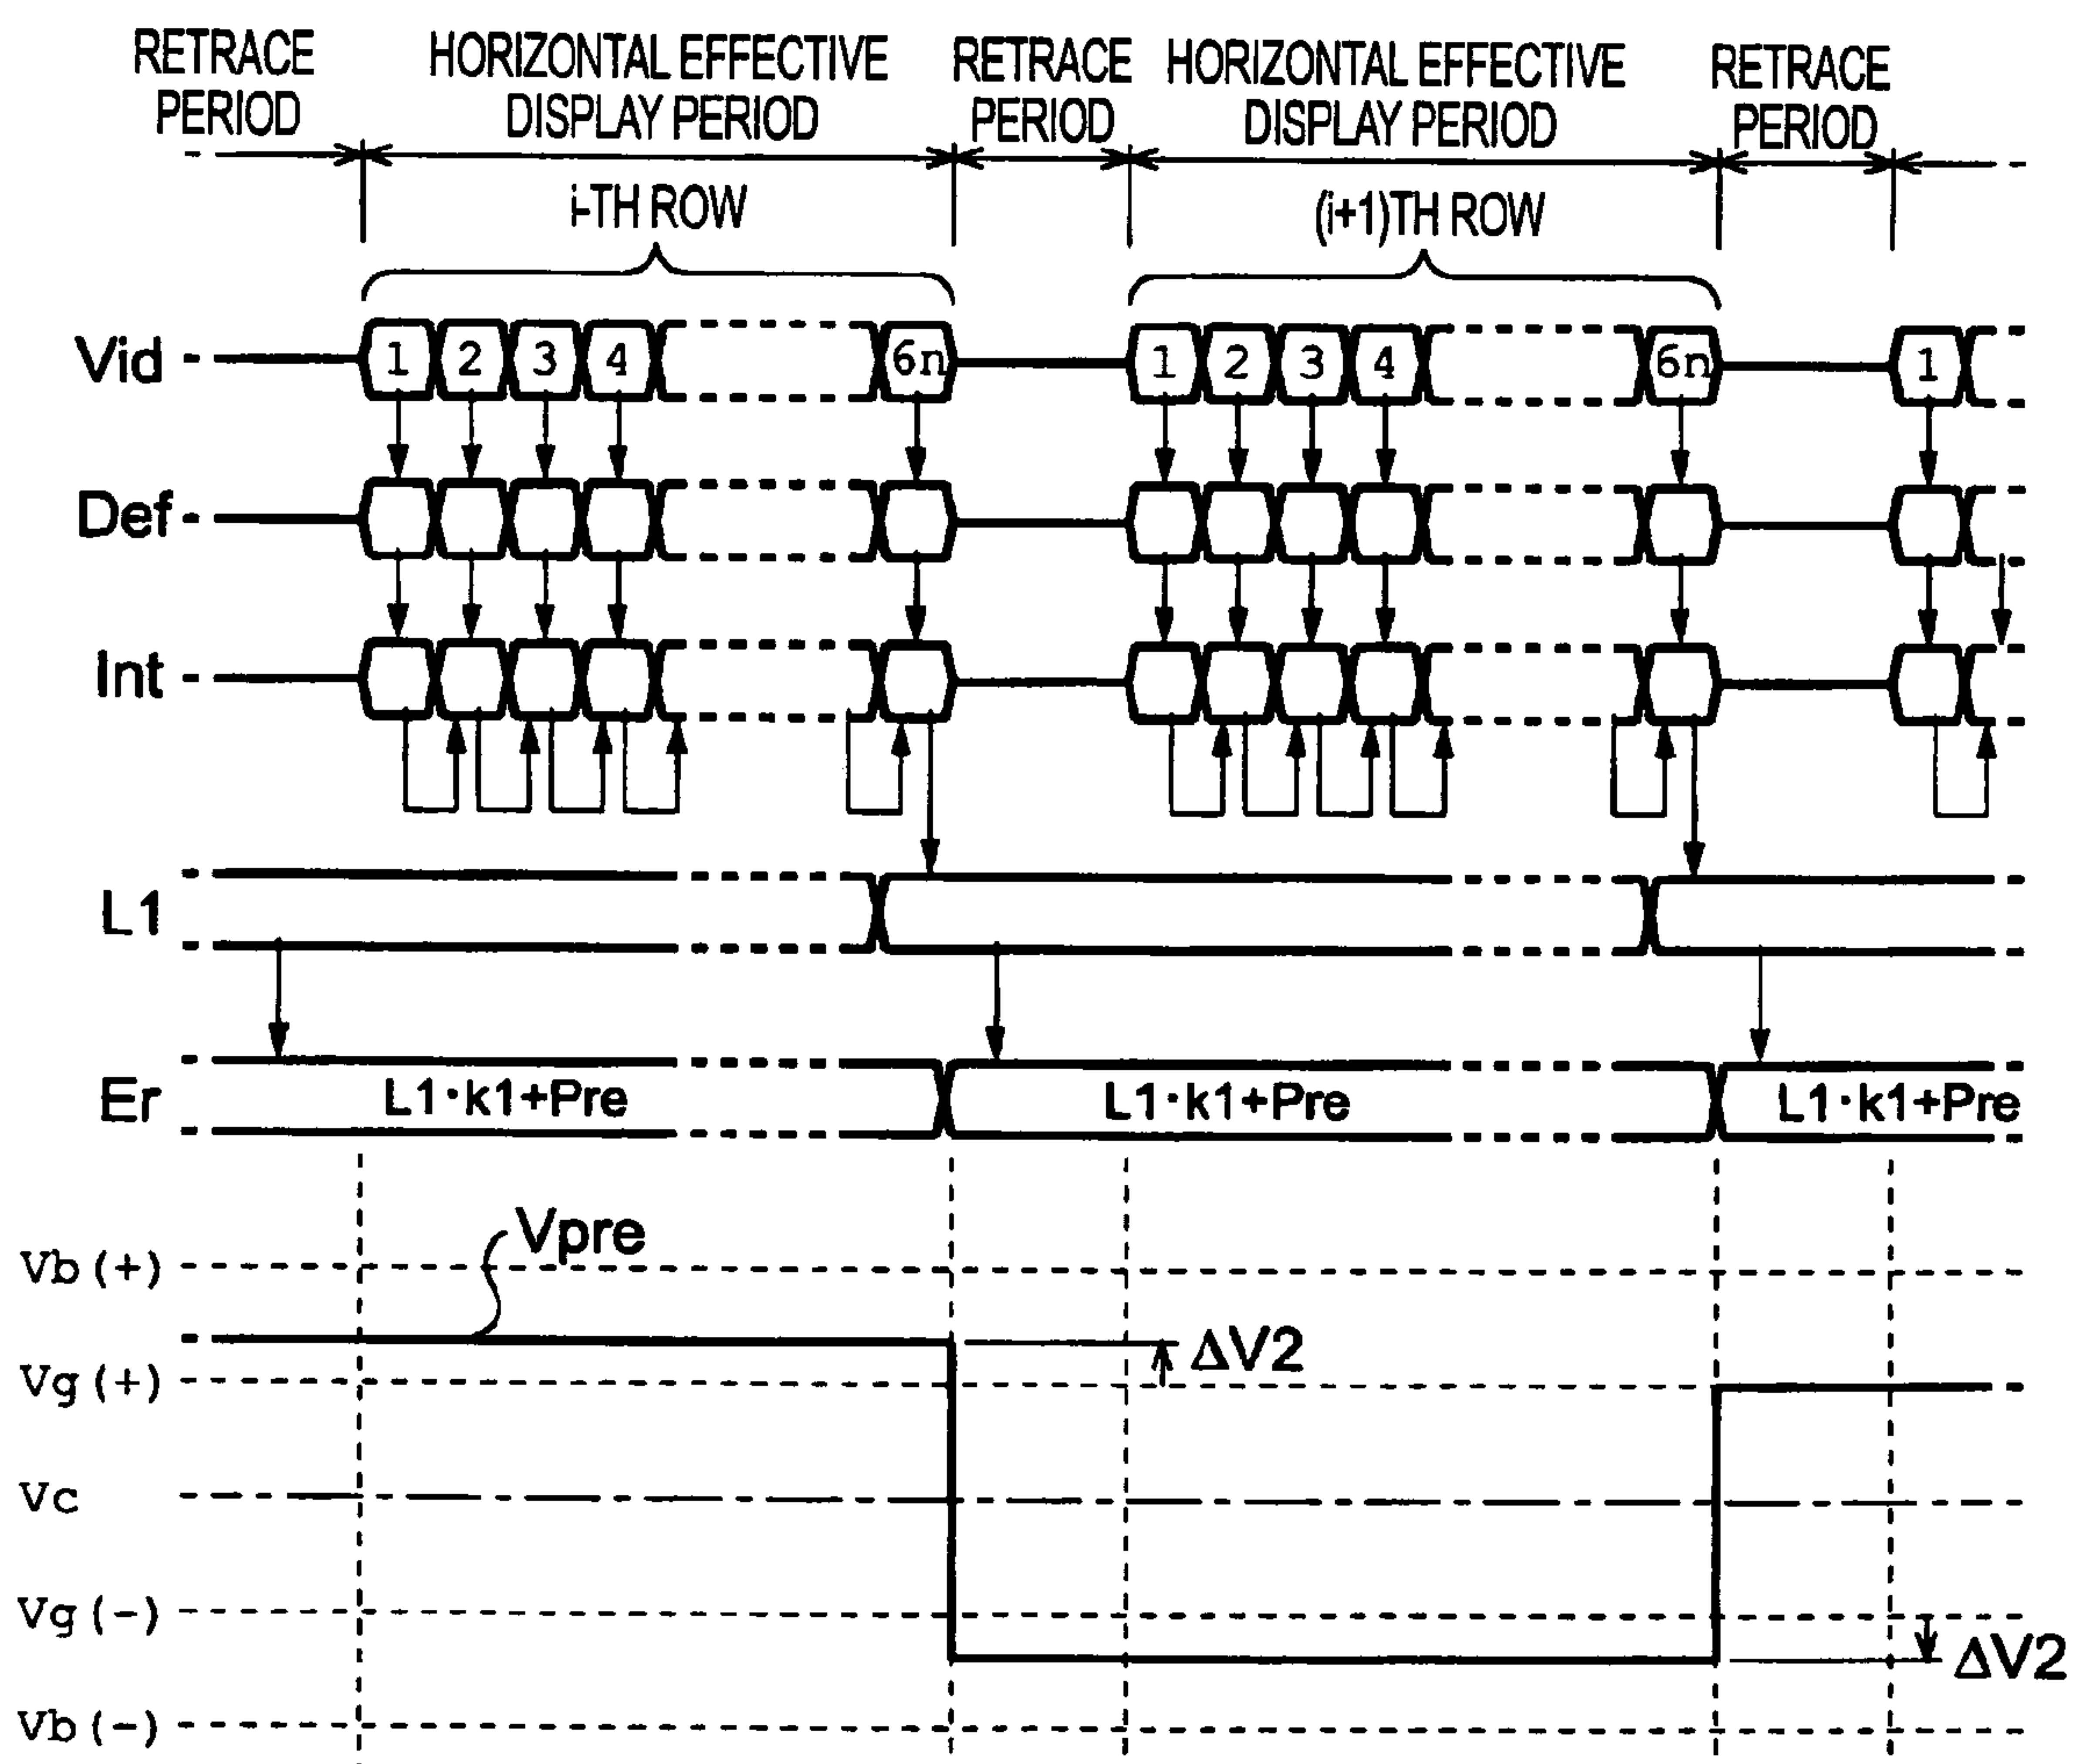 RETRACE PERIOD
HORIZONTAL EFFECTIVE DISPLAY PERIOD
RETRACE PERIOD
HORIZONTAL EFFECTIVE DISPLAY PERIOD
RETRACE PERIOD
i-TH ROW
(i+1)TH ROW
Vid 1 2 3 4 6n 1 2 3 4 6n 1
Def
Int
L1
Er L1·k1+Pre L1·k1+Pre L1·k1+Pre
Vpre
Vb(+)
ΔV2
Vg(+)
Vc
Vg(-)
ΔV2
Vb(-)